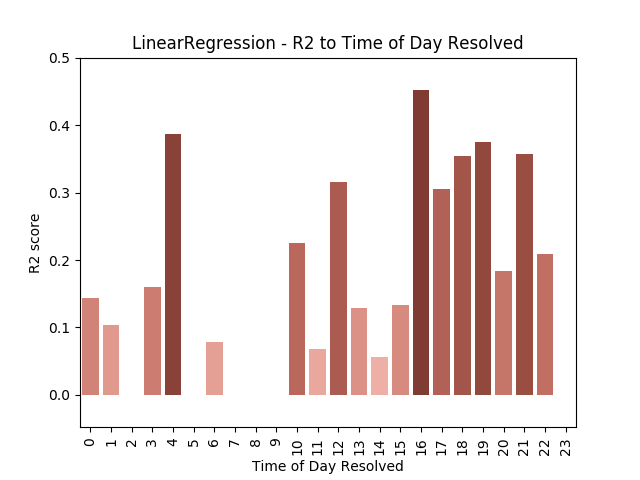 LinearRegression - R2 to Time of Day Resolved
0.5
0.4
0.3
0.2
0.1
0.0
R2 score
0 1 2 3 4 5 6 7 8 9 10 11 12 13 14 15 16 17 18 19 20 21 22 23
Time of Day Resolved